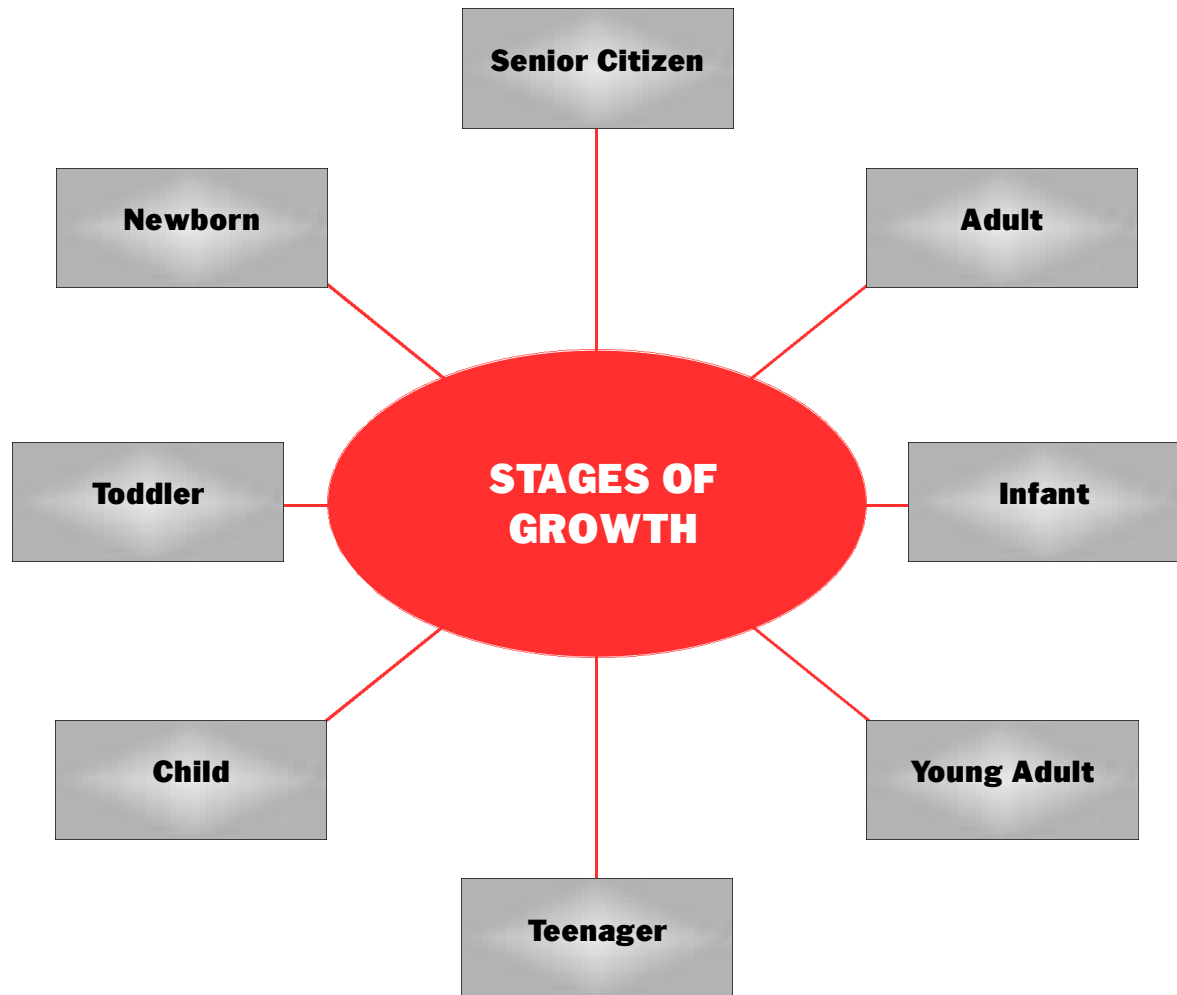 Senior Citizen
Newborn
Adult
Toddler
STAGES OF
GROWTH
Infant
Child
Young Adult
Teenager